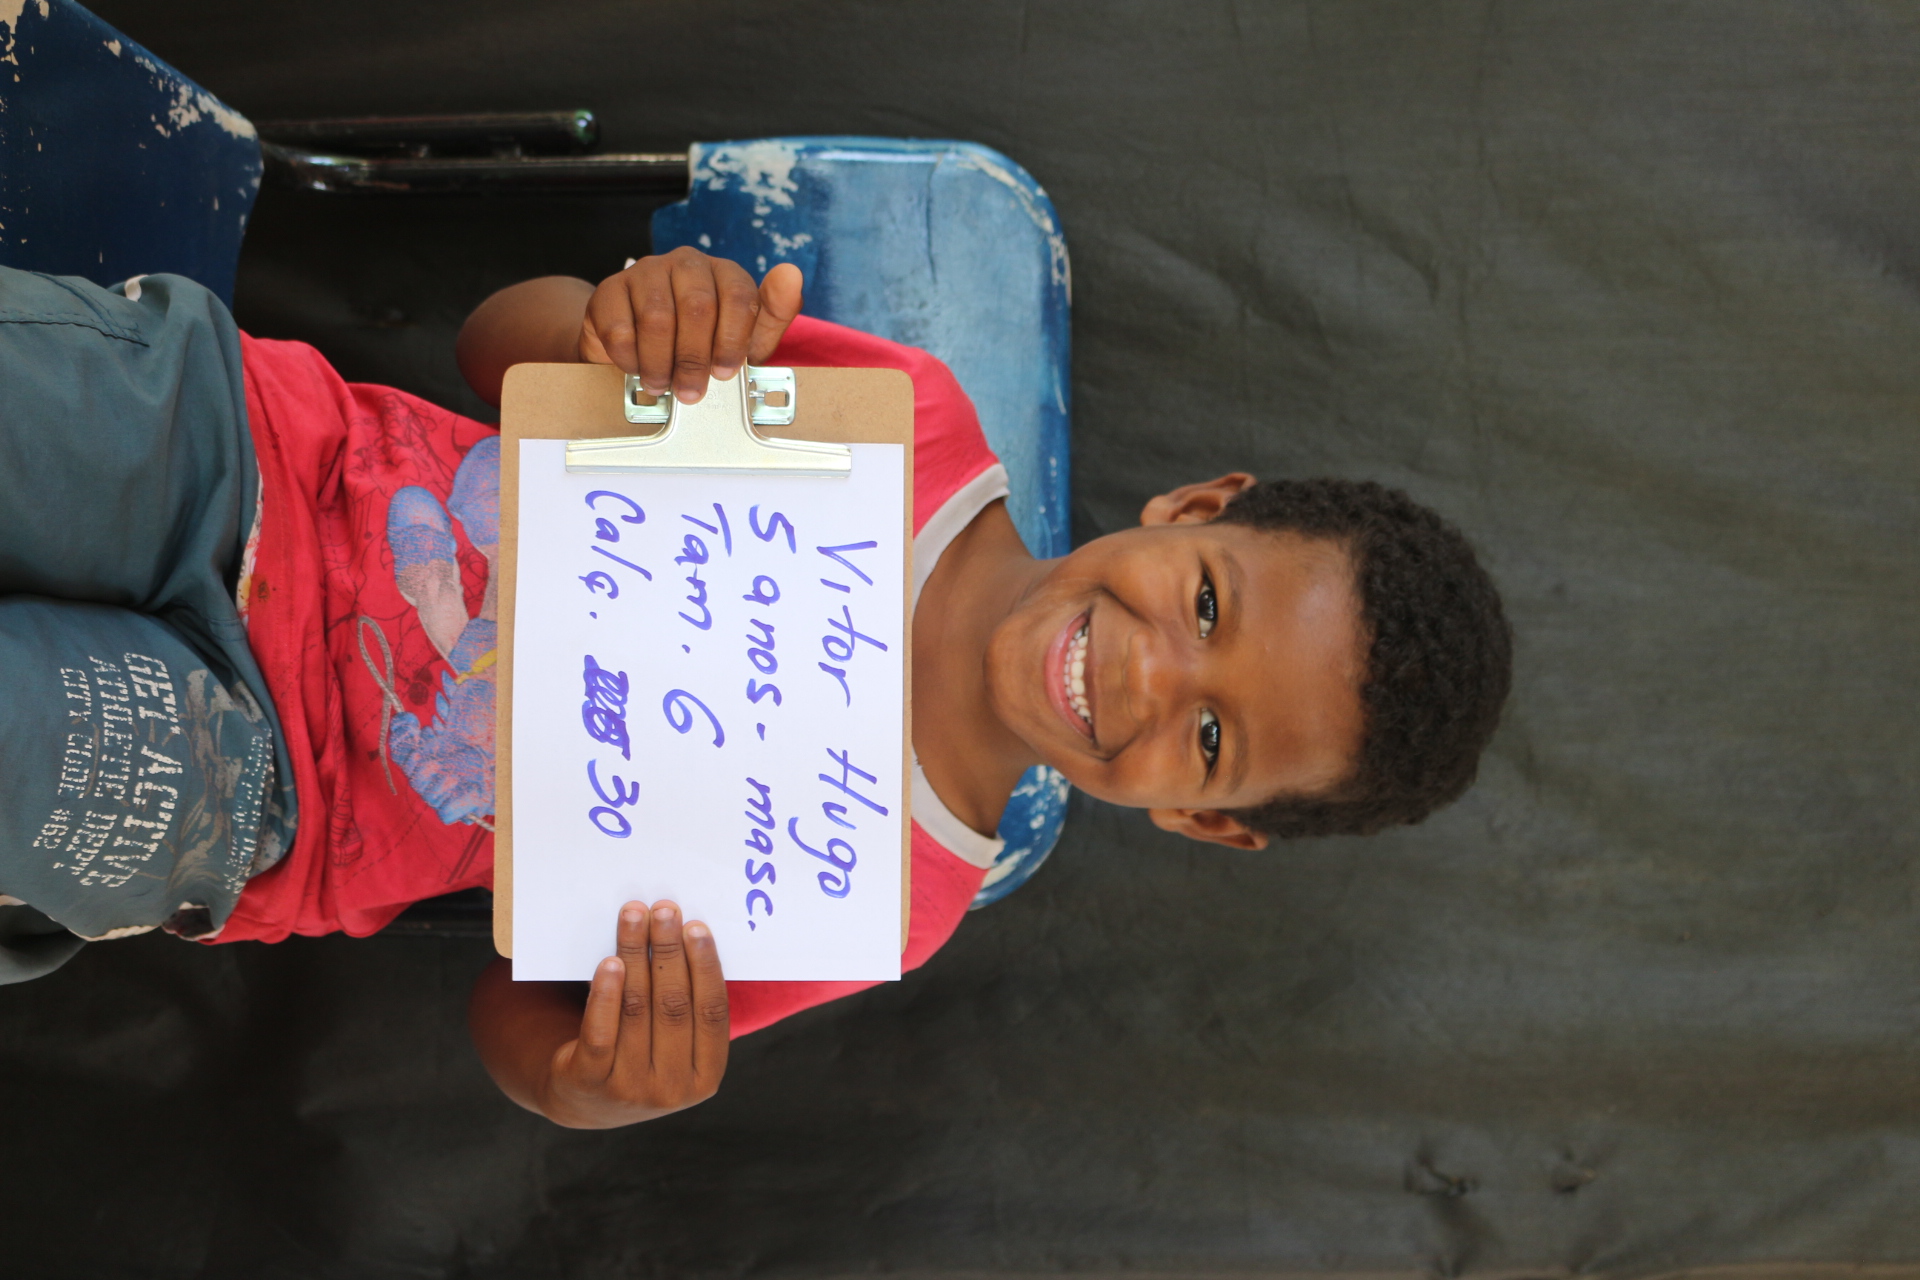 Vitor Hugo
5 anos - masc.
Tam. 6
Calç. 30
GET ACTIVE
ATHLETIC DEPT
CITY CODE #62